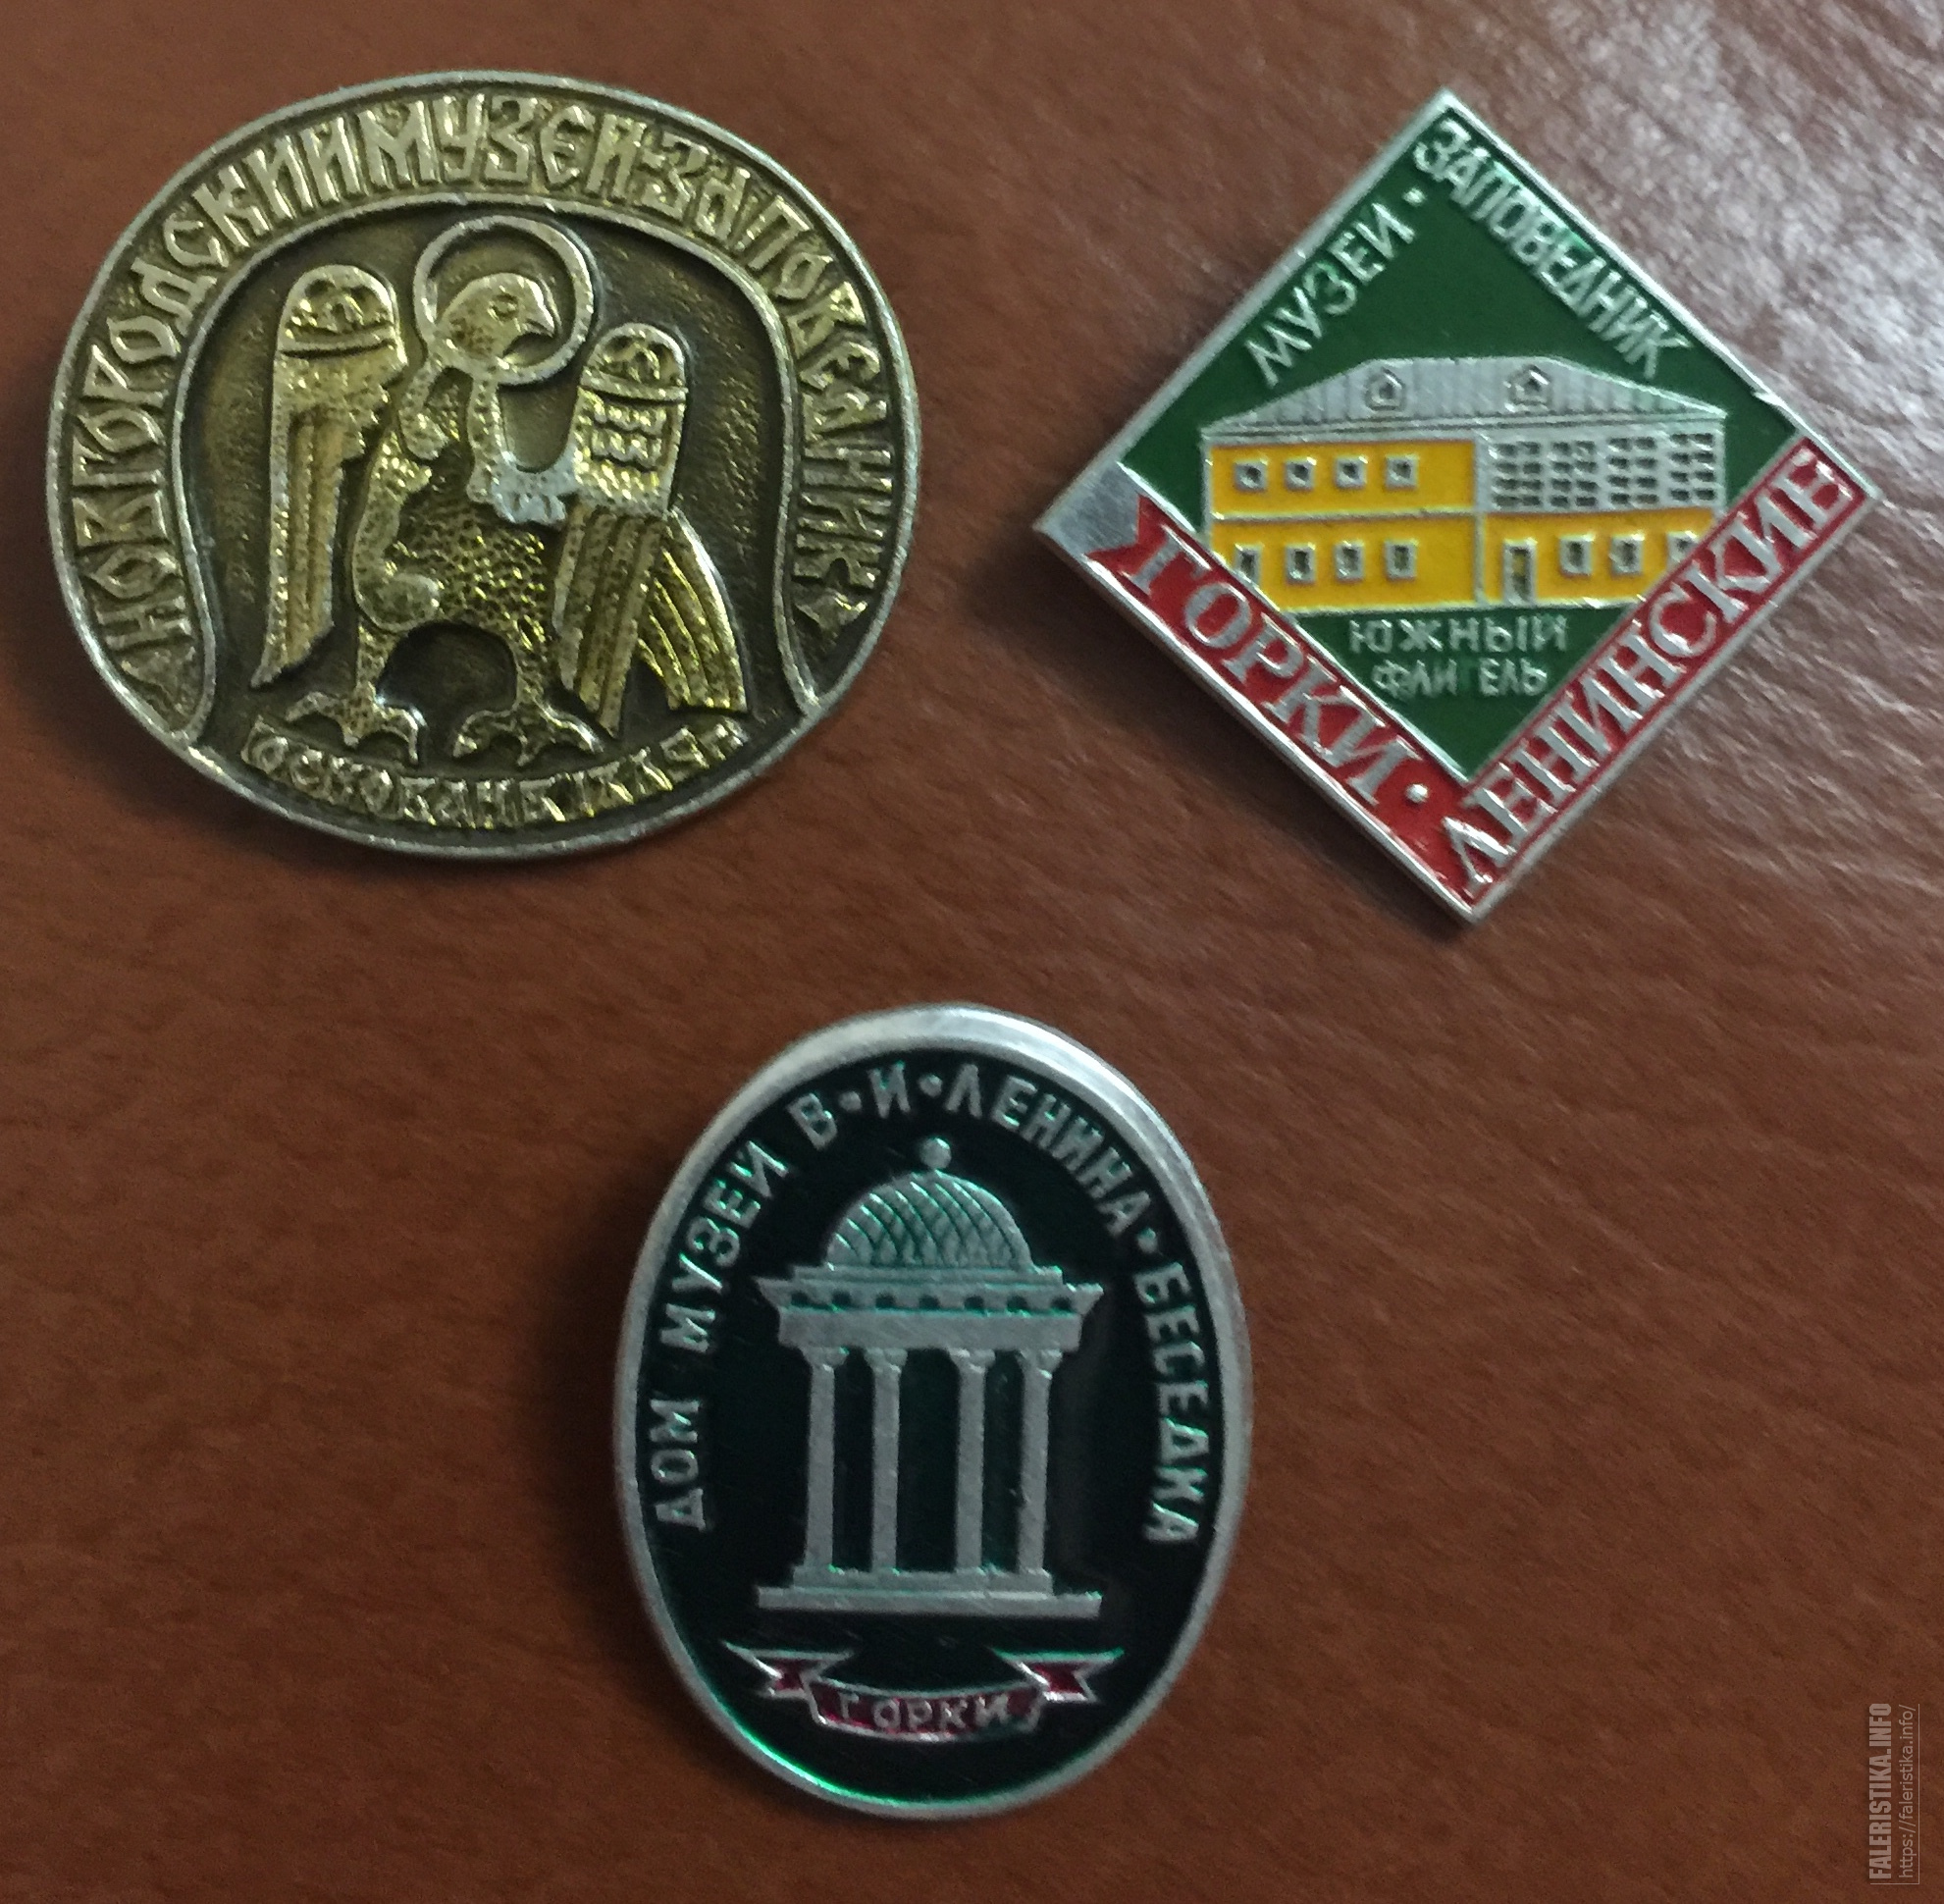 НОВГОРОДСКИЙ МУЗЕЙ-ЗАПОВЕДНИК
МУЗЕЙ · ЗАПОВЕДНИК
ЮЖНЫЙ
ФЛИГЕЛЬ
ГОРКИ · ЛЕНИНСКИЕ
ДОМ МУЗЕЙ В·И·ЛЕНИНА·БЕСЕДКА
ГОРКИ
FALERISTIKA.INFO
https://faleristika.info/